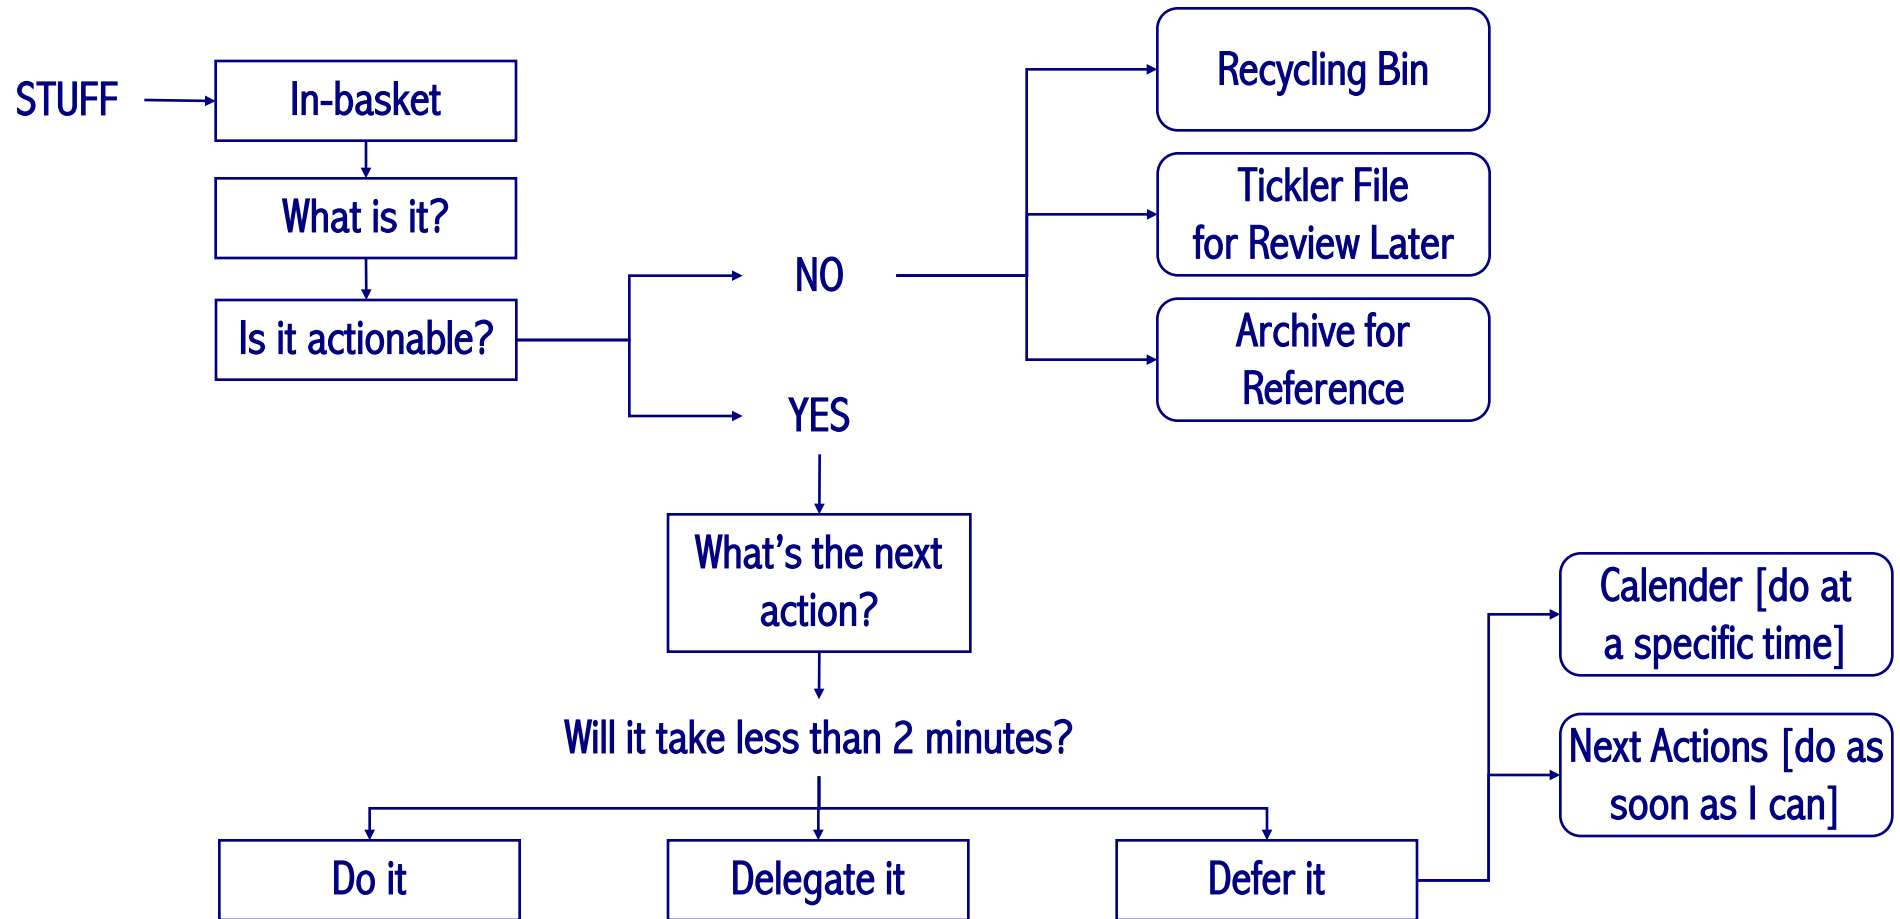 STUFF
In-basket
What is it?
Is it actionable?
NO
YES
Recycling Bin
Tickler File
for Review Later
Archive for
Reference
What's the next
action?
Will it take less than 2 minutes?
Do it
Delegate it
Defer it
Calender [do at
a specific time]
Next Actions [do as
soon as I can]